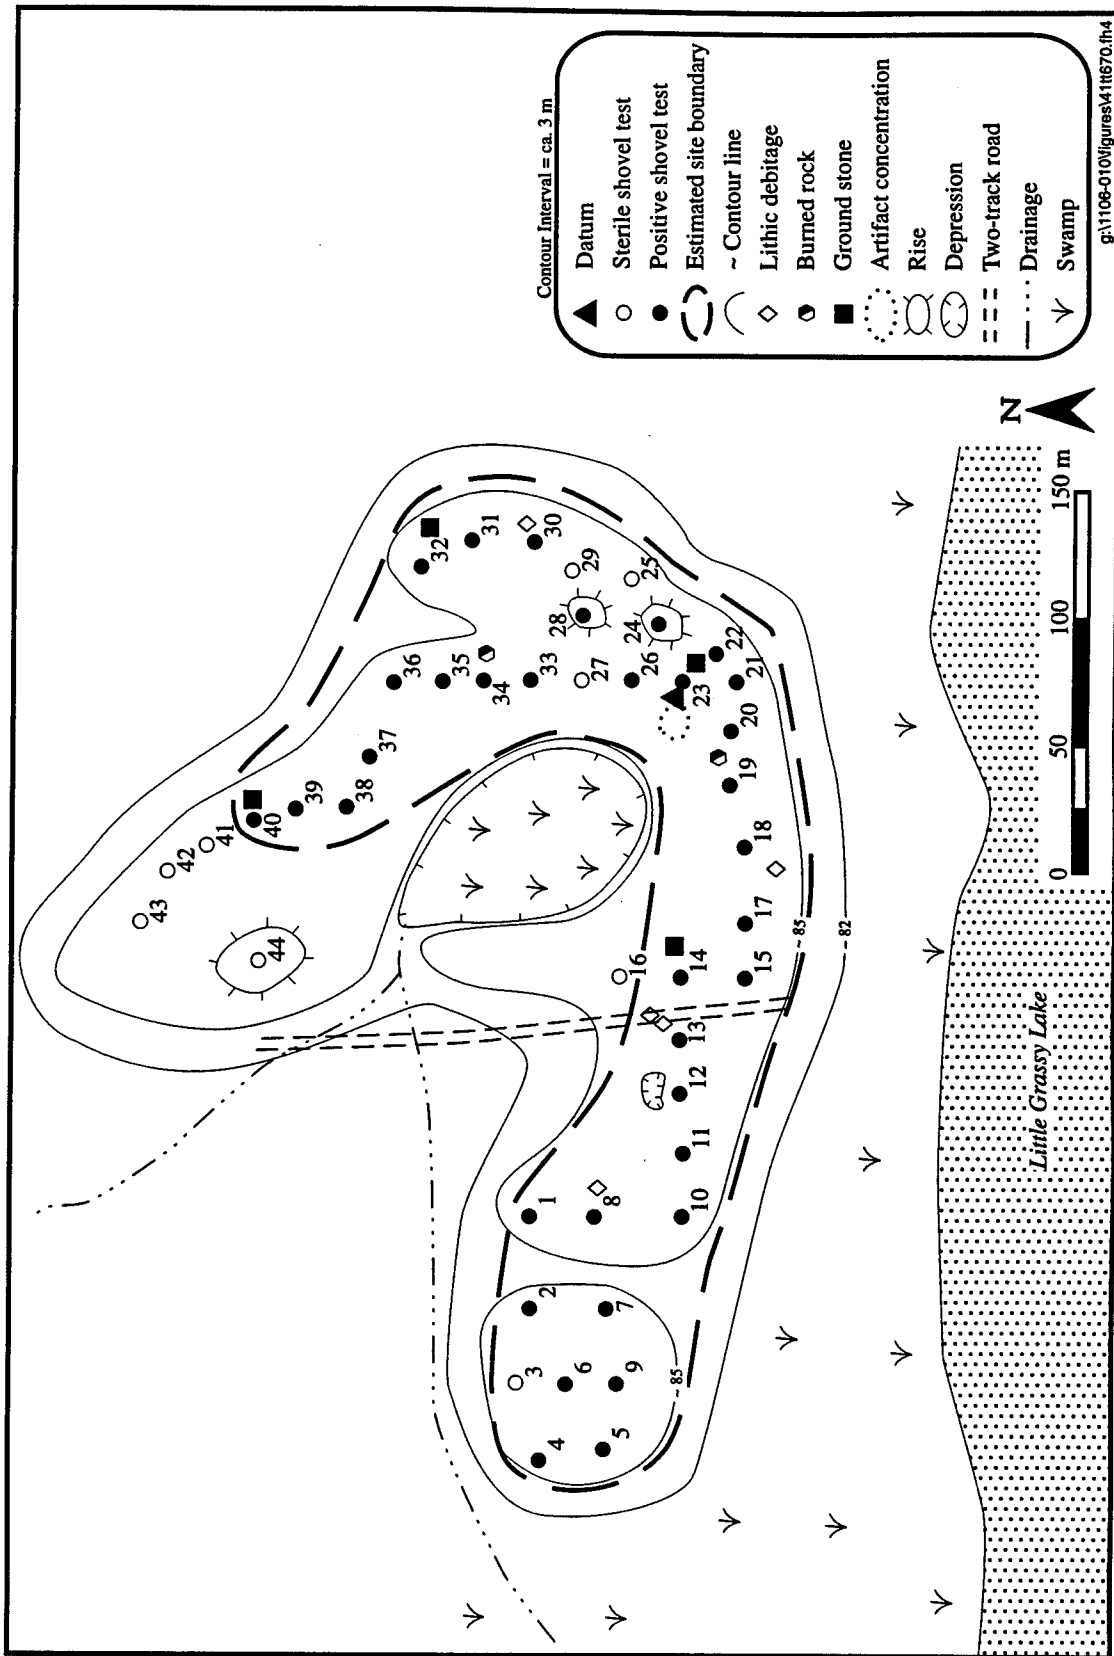 Contour Interval = ca. 3 m
Datum
Sterile shovel test
Positive shovel test
Estimated site boundary
~ Contour line
Lithic debitage
Burned rock
Ground stone
Artifact concentration
Rise
Depression
Two-track road
Drainage
Swamp
g:\1106-010\figures\41tt670.fh4
N
0 50 100 150 m
Little Grassy Lake
~85
~82
~85
1
2
3
4
5
6
7
8
9
10
11
12
13
14
15
16
17
18
19
20
21
22
23
24
25
26
27
28
29
30
31
32
33
34
35
36
37
38
39
40
41
42
43
44